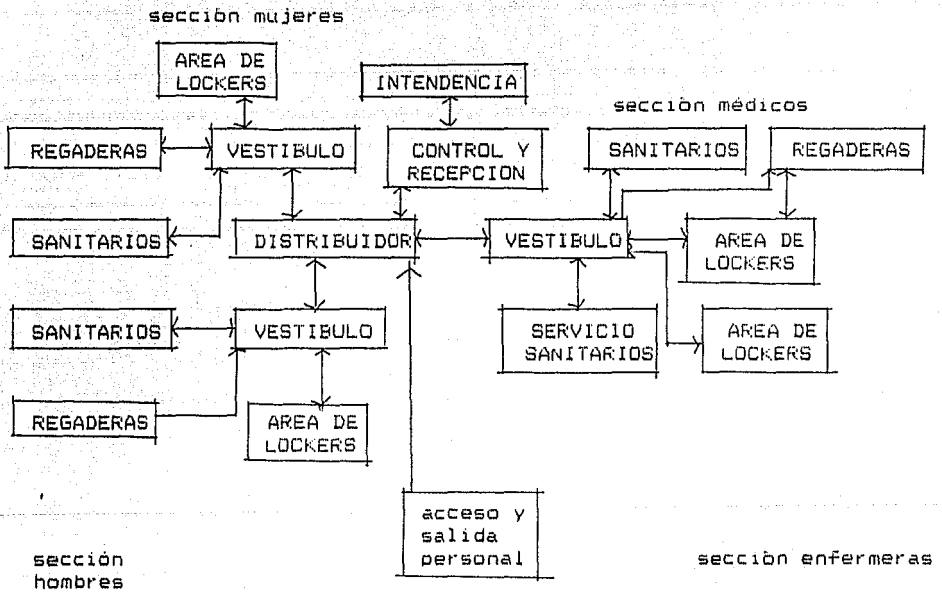 sección mujeres
AREA DE
LOCKERS
INTENDENCIA
sección médicos
REGADERAS
VESTIBULO
CONTROL Y
RECEPCION
SANITARIOS
REGADERAS
SANITARIOS
DISTRIBUIDOR
VESTIBULO
AREA DE
LOCKERS
SANITARIOS
VESTIBULO
SERVICIO
SANITARIOS
AREA DE
LOCKERS
REGADERAS
AREA DE
LOCKERS
acceso y
salida
personal
sección
hombres
sección enfermeras